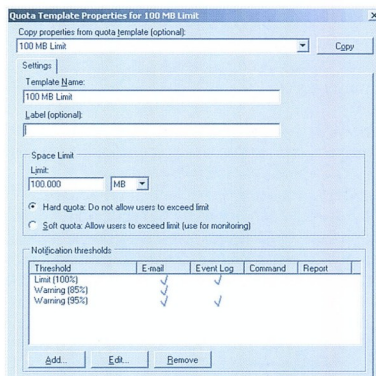 Quota Template Properties for 100 MB Limit
Copy properties from quota template (optional):
100 MB Limit
Copy
Settings
Template Name:
100 MB Limit
Label (optional):
Space Limit
Limit:
100.000 MB
Hard quota: Do not allow users to exceed limit
Soft quota: Allow users to exceed limit (use for monitoring)
Notification thresholds
Threshold E-mail Event Log Command Report
Limit (100%)
Warning (85%)
Warning (95%)
Add... Edit... Remove